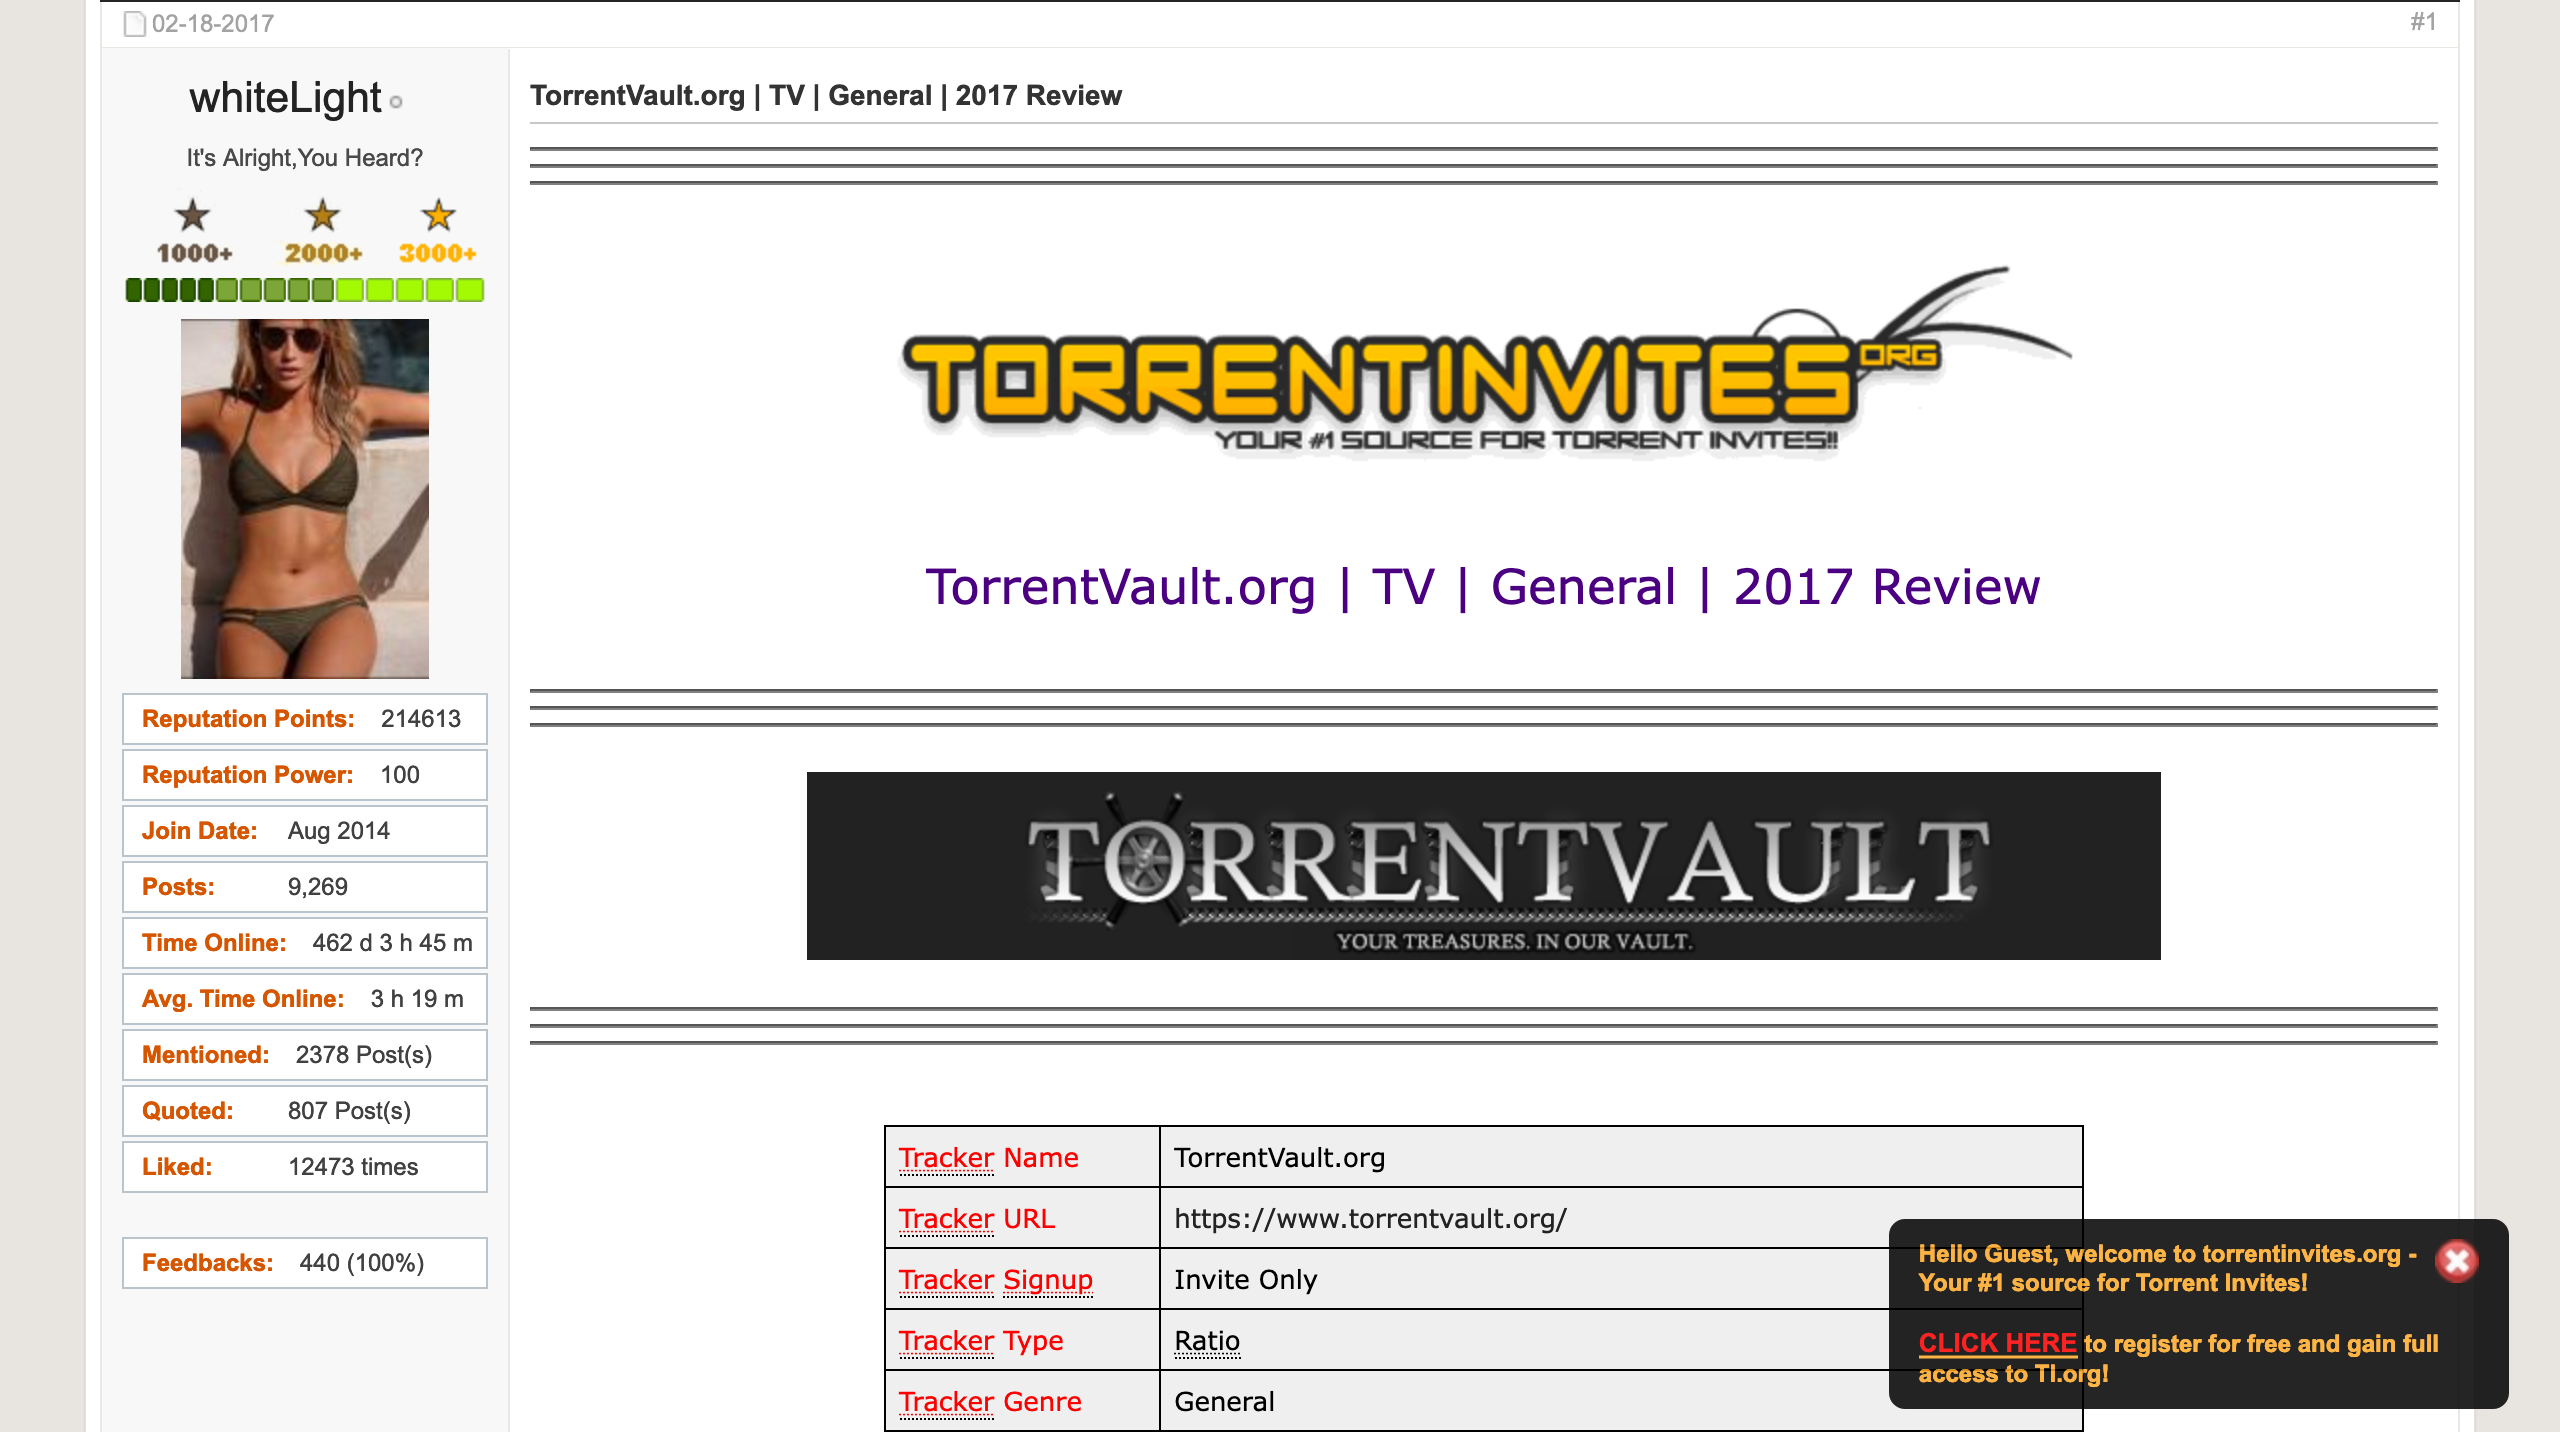 02-18-2017
#1
whiteLight
It's Alright,You Heard?
1000+ 2000+ 3000+
Reputation Points: 214613
Reputation Power: 100
Join Date: Aug 2014
Posts: 9,269
Time Online: 462 d 3 h 45 m
Avg. Time Online: 3 h 19 m
Mentioned: 2378 Post(s)
Quoted: 807 Post(s)
Liked: 12473 times
Feedbacks: 440 (100%)
TorrentVault.org | TV | General | 2017 Review
TORRENTINVITES ORG
YOUR #1 SOURCE FOR TORRENT INVITES!!
TorrentVault.org | TV | General | 2017 Review
TORRENTVAULT
YOUR TREASURES. IN OUR VAULT.
Tracker Name TorrentVault.org
Tracker URL https://www.torrentvault.org/
Tracker Signup Invite Only
Tracker Type Ratio
Tracker Genre General
Hello Guest, welcome to torrentinvites.org -
Your #1 source for Torrent Invites!
CLICK HERE to register for free and gain full
access to TI.org!